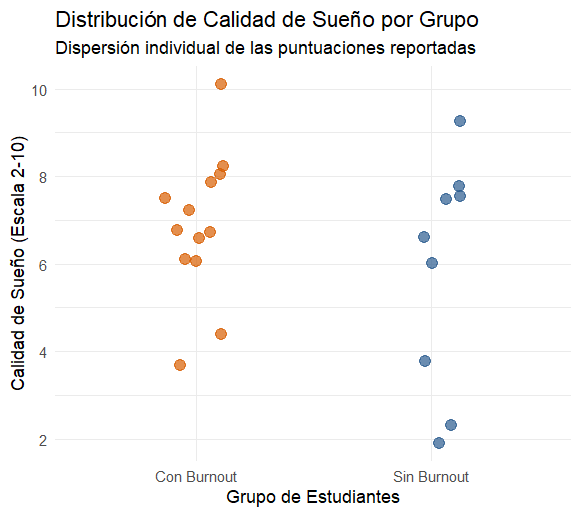 Distribución de Calidad de Sueño por Grupo
Dispersión individual de las puntuaciones reportadas
Calidad de Sueño (Escala 2-10)
10
8
6
4
2
Con Burnout
Sin Burnout
Grupo de Estudiantes